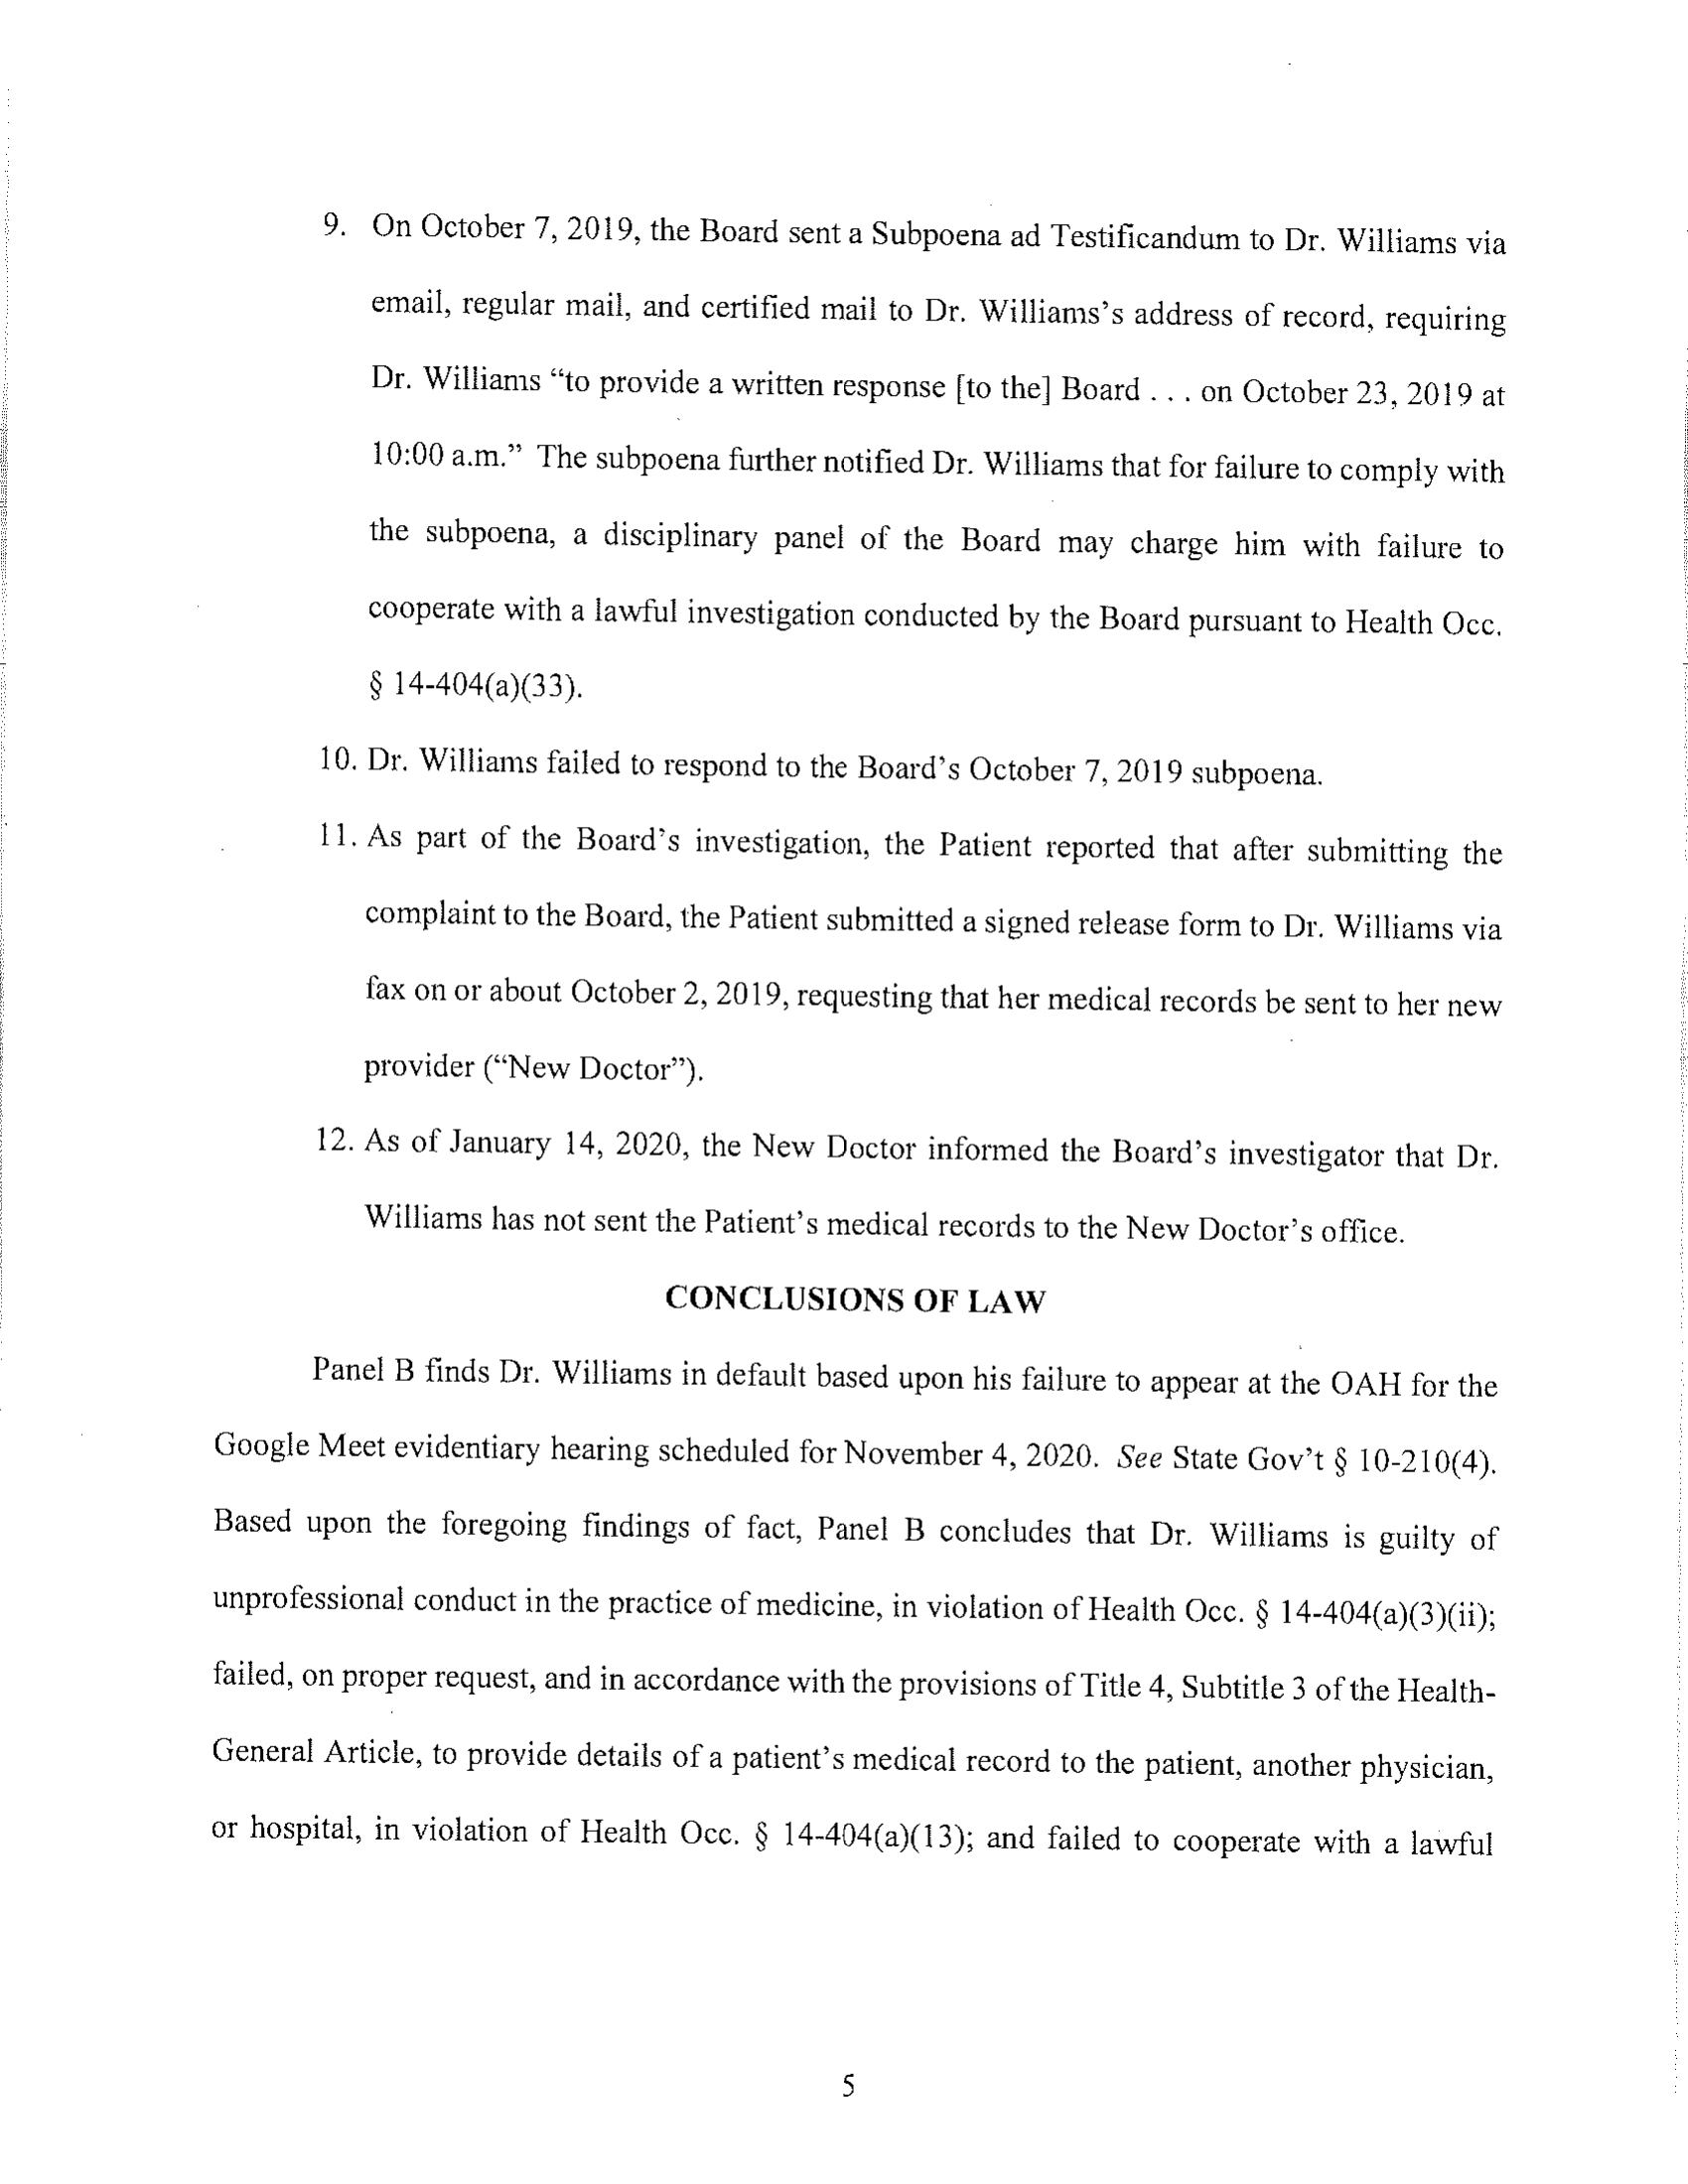 9. On October 7, 2019, the Board sent a Subpoena ad Testificandum to Dr. Williams via
email, regular mail, and certified mail to Dr. Williams's address of record, requiring
Dr. Williams “to provide a written response [to the] Board . . . on October 23, 2019 at
10:00 a.m.” The subpoena further notified Dr. Williams that for failure to comply with
the subpoena, a disciplinary panel of the Board may charge him with failure to
cooperate with a lawful investigation conducted by the Board pursuant to Health Occ.
§ 14-404(a)(33).
10. Dr. Williams failed to respond to the Board's October 7, 2019 subpoena.
11. As part of the Board's investigation, the Patient reported that after submitting the
complaint to the Board, the Patient submitted a signed release form to Dr. Williams via
fax on or about October 2, 2019, requesting that her medical records be sent to her new
provider (“New Doctor”).
12. As of January 14, 2020, the New Doctor informed the Board's investigator that Dr.
Williams has not sent the Patient's medical records to the New Doctor's office.
CONCLUSIONS OF LAW
Panel B finds Dr. Williams in default based upon his failure to appear at the OAH for the
Google Meet evidentiary hearing scheduled for November 4, 2020. See State Gov't § 10-210(4).
Based upon the foregoing findings of fact, Panel B concludes that Dr. Williams is guilty of
unprofessional conduct in the practice of medicine, in violation of Health Occ. § 14-404(a)(3)(ii);
failed, on proper request, and in accordance with the provisions of Title 4, Subtitle 3 of the Health-
General Article, to provide details of a patient's medical record to the patient, another physician,
or hospital, in violation of Health Occ. § 14-404(a)(13); and failed to cooperate with a lawful
5